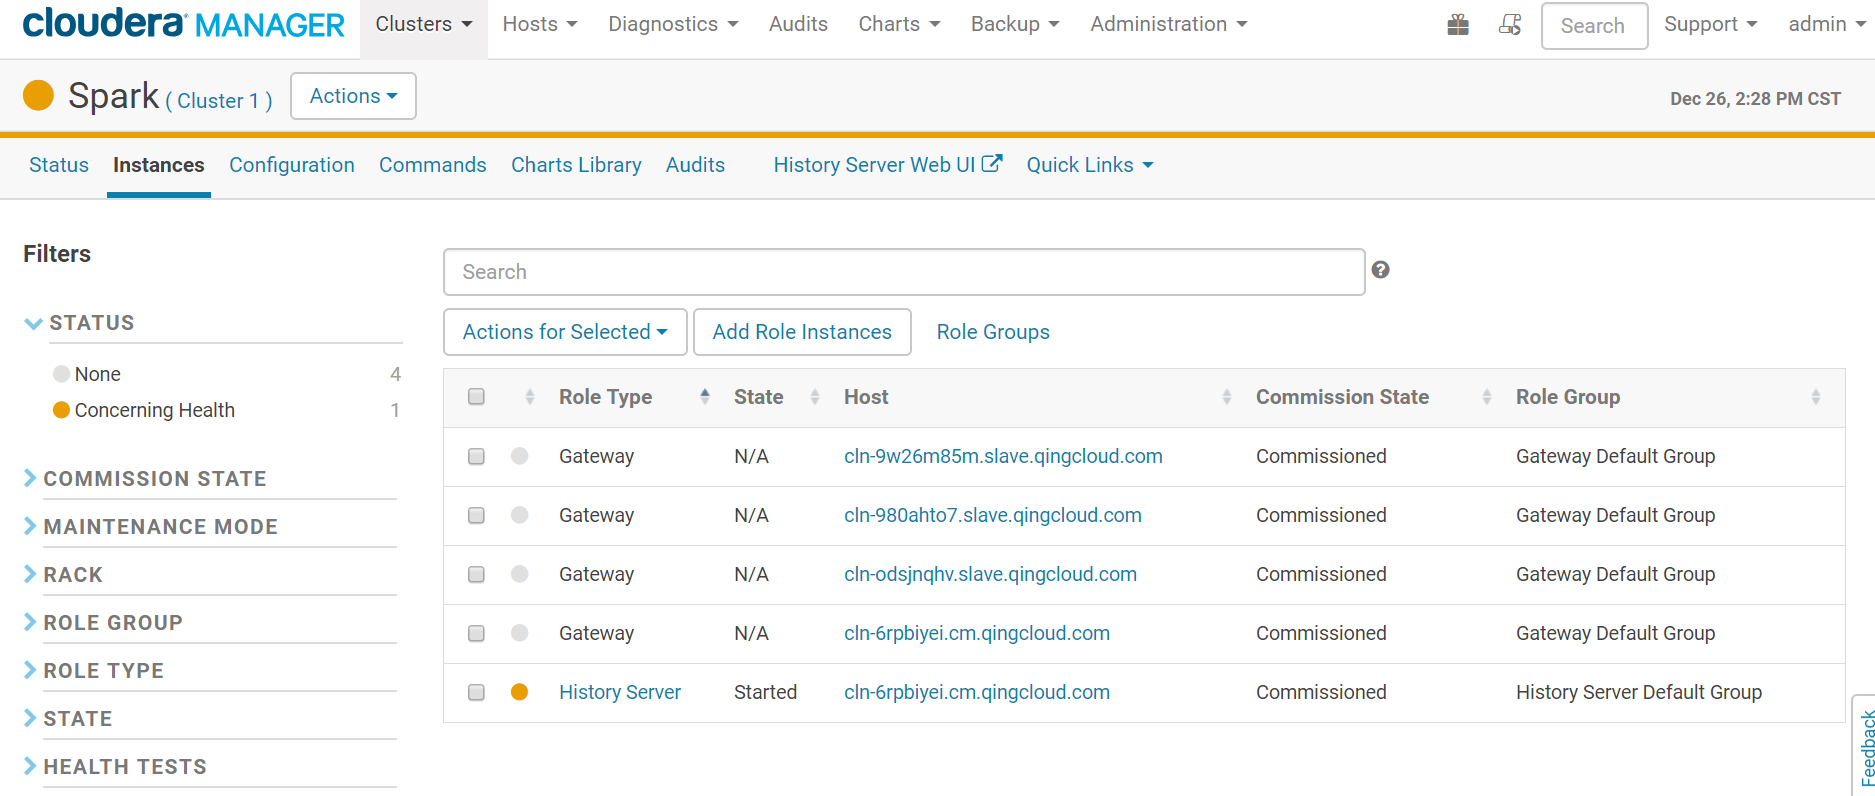 cloudera MANAGER Clusters Hosts Diagnostics Audits Charts Backup Administration Search Support admin
Spark ( Cluster 1 ) Actions Dec 26, 2:28 PM CST
Status Instances Configuration Commands Charts Library Audits History Server Web UI Quick Links
Filters
Search
STATUS
Actions for Selected Add Role Instances Role Groups
None 4
Concerning Health 1
COMMISSION STATE
MAINTENANCE MODE
RACK
ROLE GROUP
ROLE TYPE
STATE
HEALTH TESTS
Role Type State Host Commission State Role Group
Gateway N/A cln-9w26m85m.slave.qingcloud.com Commissioned Gateway Default Group
Gateway N/A cln-980ahto7.slave.qingcloud.com Commissioned Gateway Default Group
Gateway N/A cln-odsjnqhv.slave.qingcloud.com Commissioned Gateway Default Group
Gateway N/A cln-6rpbiyei.cm.qingcloud.com Commissioned Gateway Default Group
History Server Started cln-6rpbiyei.cm.qingcloud.com Commissioned History Server Default Group
Feedback